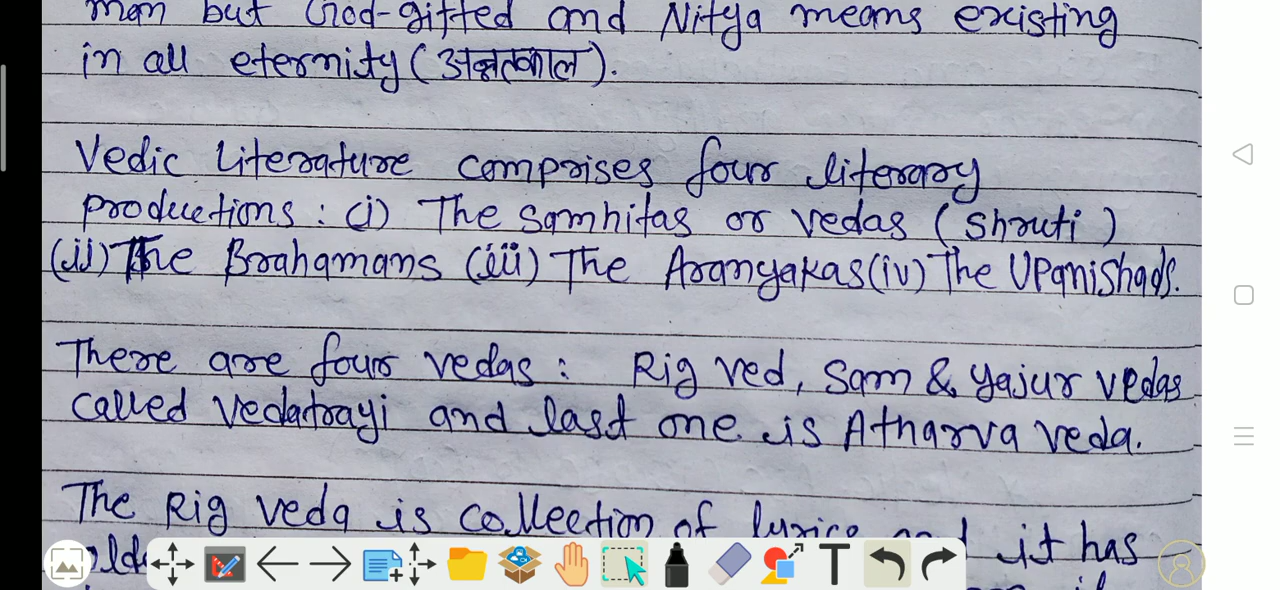 man but God-gifted and Nitya means existing
in all eternity (अनन्तकाल).
Vedic Literature comprises four literary
productions : (i) The Samhitas or Vedas ( Shruti )
(ii) The Brahamans (iii) The Aranyakas (iv) The Upanishads.
There are four vedas : Rig ved, Sam & Yajur vedas
called Vedatrayi and last one is Atharva veda.
The Rig Veda is collection of lyrics and it has
T